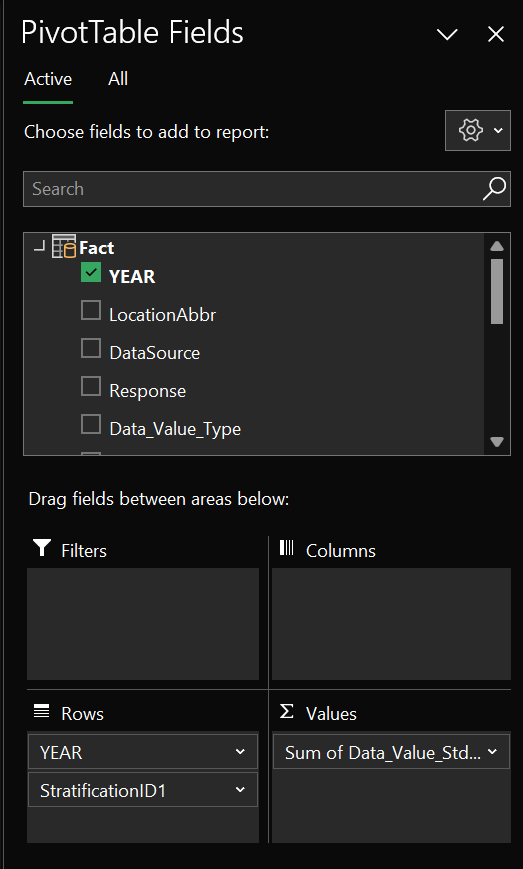 PivotTable Fields
Active All
Choose fields to add to report:
Search
Fact
YEAR
LocationAbbr
DataSource
Response
Data_Value_Type
Drag fields between areas below:
Filters
Columns
Rows
Σ Values
YEAR
Sum of Data_Value_Std...
StratificationID1